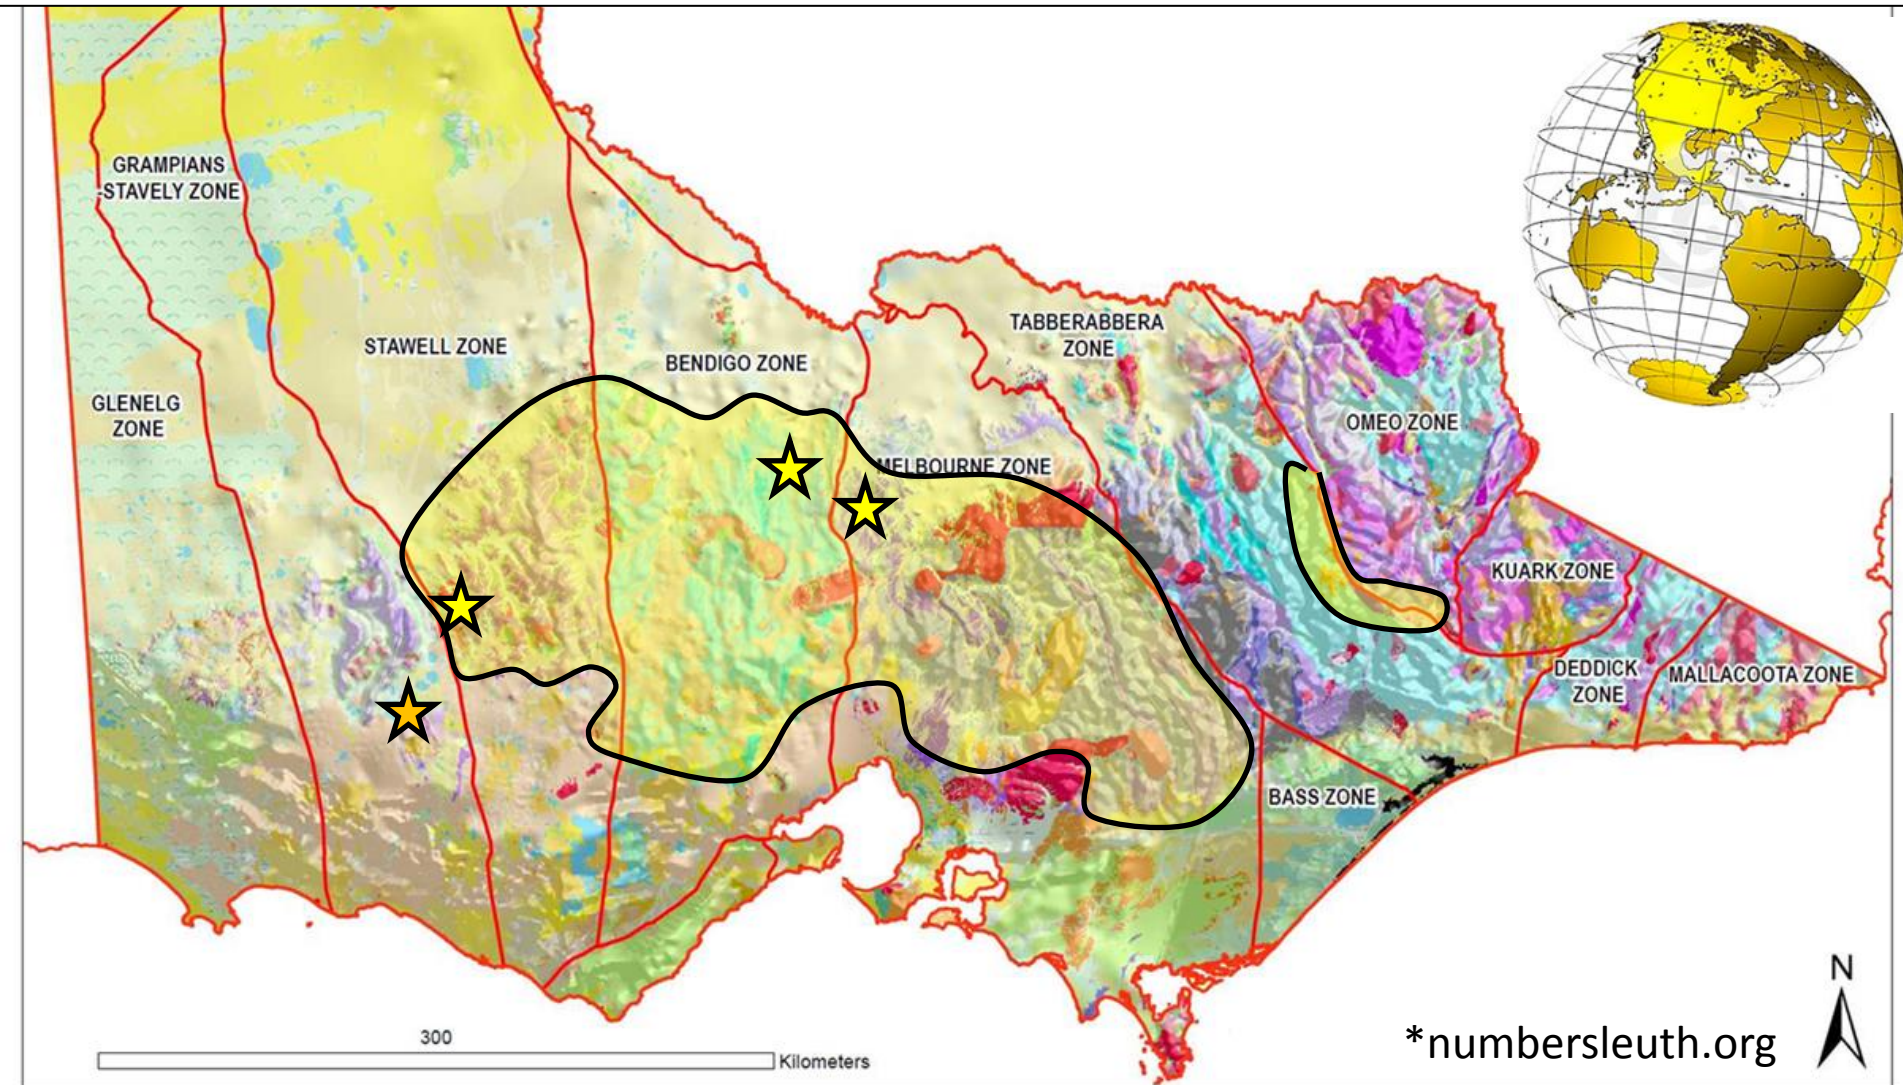 GRAMPIANS
-STAVELY ZONE
STAWELL ZONE
BENDIGO ZONE
TABBERABBERA
ZONE
GLENELG
ZONE
OMEO ZONE
MELBOURNE ZONE
KUARK ZONE
DEDDICK
ZONE
MALLACOOTA ZONE
BASS ZONE
N
300
Kilometers
*numbersleuth.org